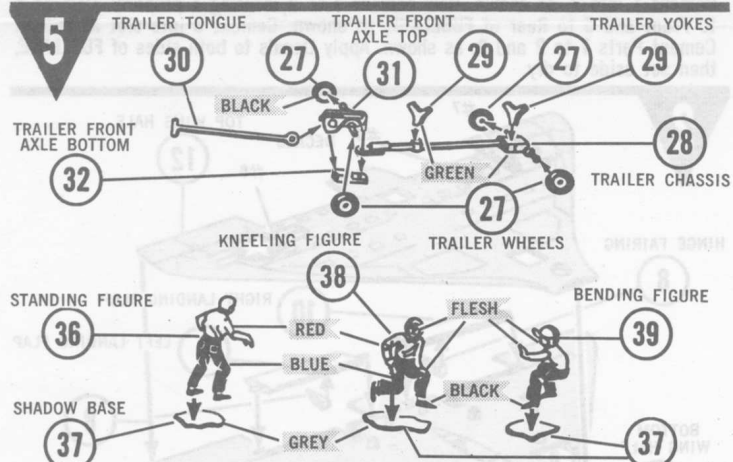 5
TRAILER TONGUE
TRAILER FRONT
AXLE TOP
TRAILER YOKES
30
27
31
29
27
29
BLACK
TRAILER FRONT
AXLE BOTTOM
28
GREEN
32
27
TRAILER CHASSIS
KNEELING FIGURE
TRAILER WHEELS
38
STANDING FIGURE
FLESH
BENDING FIGURE
36
RED
39
BLUE
BLACK
SHADOW BASE
37
GREY
37